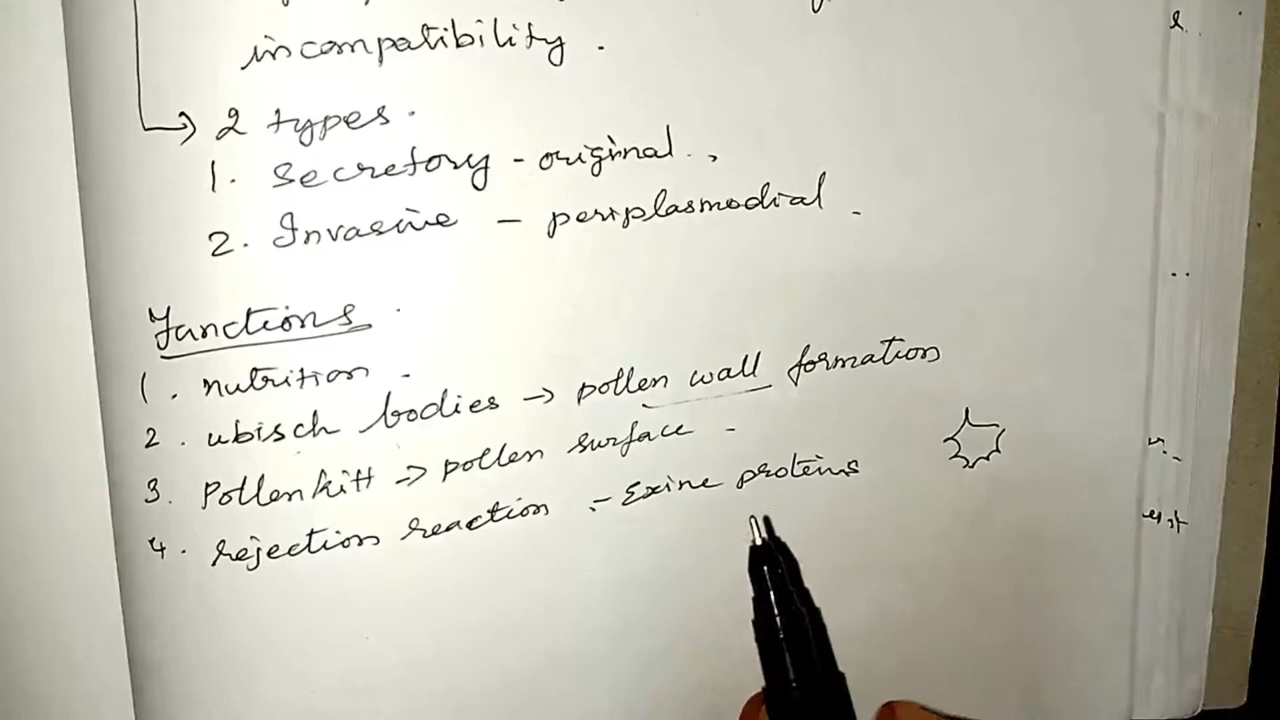 incompatibility .
→ 2 types.
1. Secretory - original.,
2. Invasive - periplasmodial.
Functions
1. nutrition.
2. ubisch bodies → pollen wall formation
3. Pollenkitt → pollen surface -
4. rejection reaction :- Exine proteins